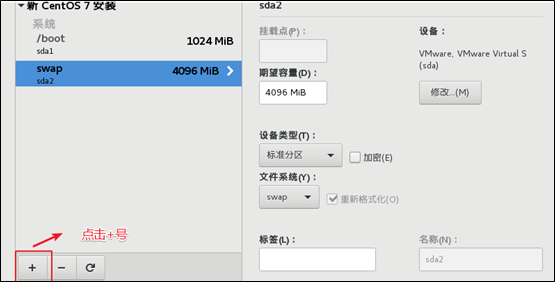 新 CentOS 7 安装
系统
/boot
1024 MiB
sda1
swap
4096 MiB
sda2
点击+号
sda2
挂载点(P)：
设备：
VMware, VMware Virtual S
(sda)
期望容量(D)：
4096 MiB
修改...(M)
设备类型(T)：
标准分区
加密(E)
文件系统(Y)：
swap
重新格式化(O)
标签(L)：
名称(N)：
sda2